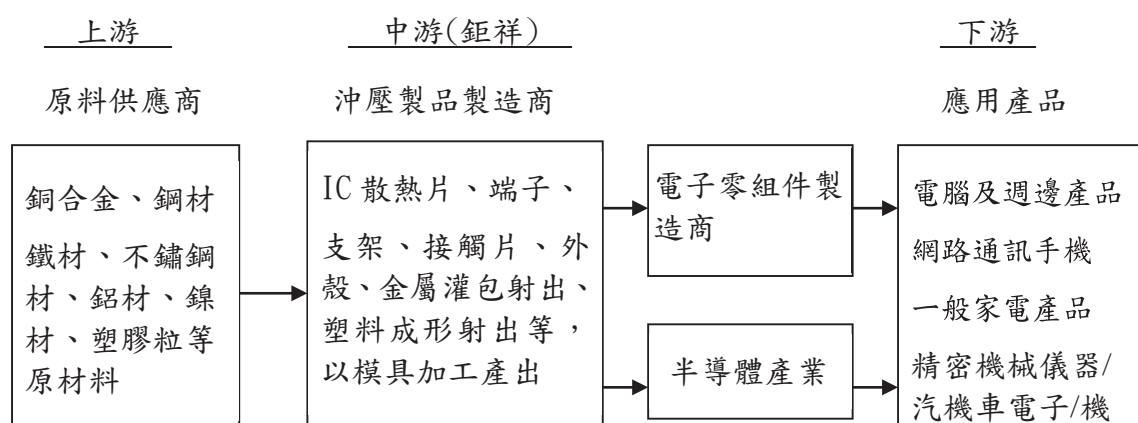 上游
中游(鉅祥)
下游
原料供應商
沖壓製品製造商
應用產品
銅合金、鋼材
鐵材、不鏽鋼
材、鋁材、鎳
材、塑膠粒等
原材料
IC 散熱片、端子、
支架、接觸片、外
殼、金屬灌包射出、
塑料成形射出等，
以模具加工產出
電子零組件製
造商
半導體產業
電腦及週邊產品
網路通訊手機
一般家電產品
精密機械儀器/
汽機車電子/機